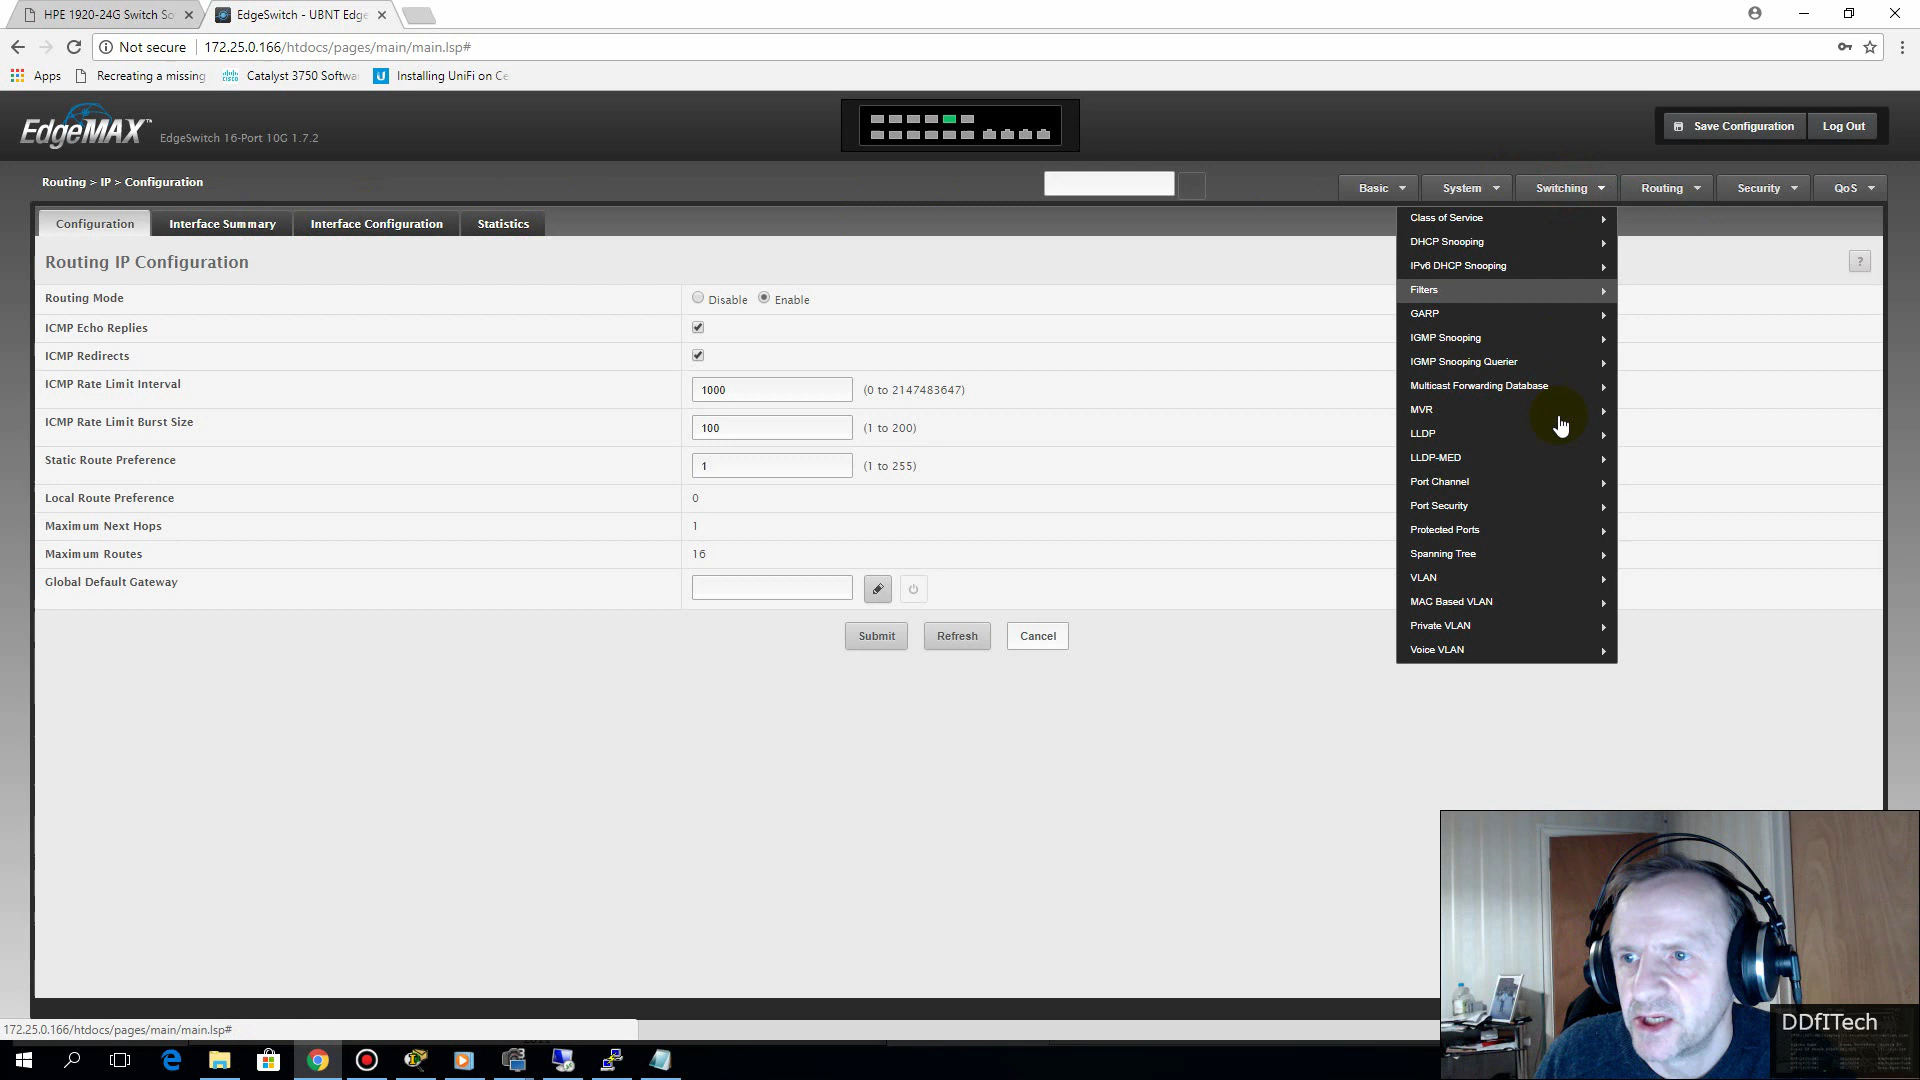 HPE 1920-24G Switch So
EdgeSwitch - UBNT Edge
Not secure 172.25.0.166/htdocs/pages/main/main.lsp#
Apps Recreating a missing Catalyst 3750 Softwa Installing UniFi on Ce
EdgeMAX™ EdgeSwitch 16-Port 10G 1.7.2
Save Configuration Log Out
Routing > IP > Configuration
Basic System Switching Routing Security QoS
Configuration Interface Summary Interface Configuration Statistics
Routing IP Configuration
?
Routing Mode Disable Enable
ICMP Echo Replies
ICMP Redirects
ICMP Rate Limit Interval 1000 (0 to 2147483647)
ICMP Rate Limit Burst Size 100 (1 to 200)
Static Route Preference 1 (1 to 255)
Local Route Preference 0
Maximum Next Hops 1
Maximum Routes 16
Global Default Gateway
Submit Refresh Cancel
Class of Service
DHCP Snooping
IPv6 DHCP Snooping
Filters
GARP
IGMP Snooping
IGMP Snooping Querier
Multicast Forwarding Database
MVR
LLDP
LLDP-MED
Port Channel
Port Security
Protected Ports
Spanning Tree
VLAN
MAC Based VLAN
Private VLAN
Voice VLAN
172.25.0.166/htdocs/pages/main/main.lsp#
DDfITech